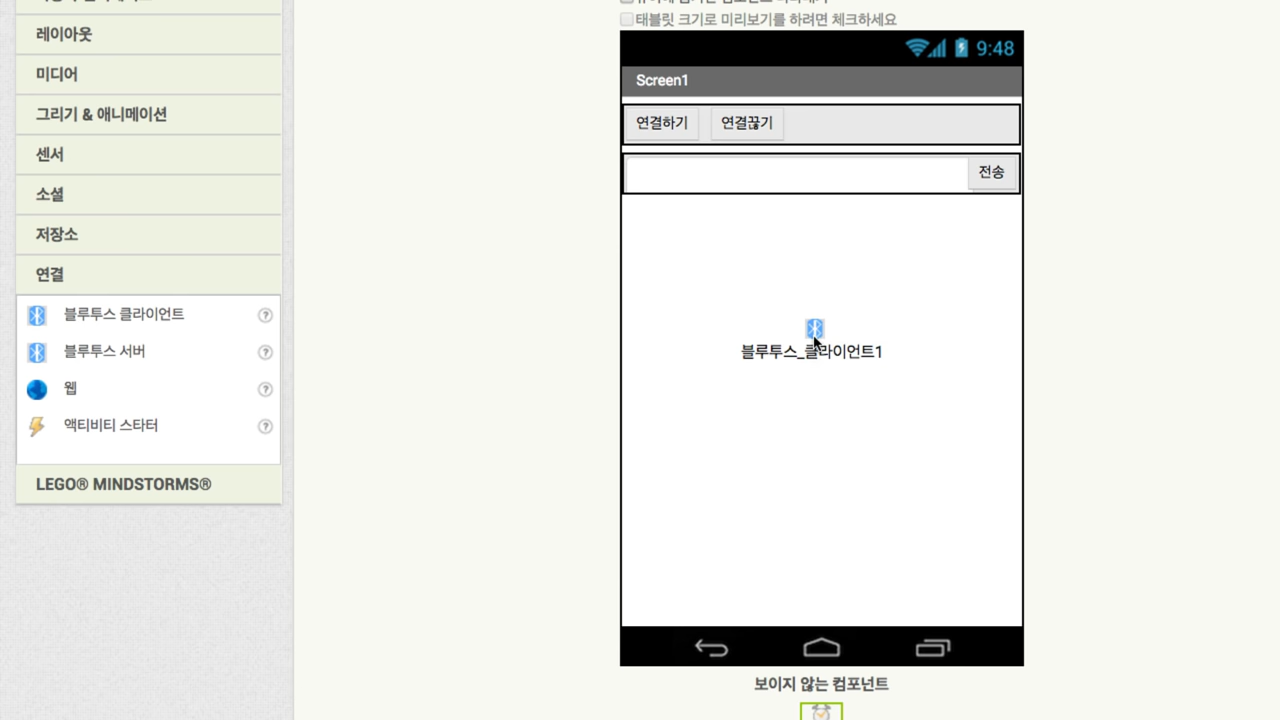 레이아웃
미디어
그리기 & 애니메이션
센서
소셜
저장소
연결
블루투스 클라이언트
?
블루투스 서버
?
웹
?
액티비티 스타터
?
LEGO® MINDSTORMS®
태블릿 크기로 미리보기를 하려면 체크하세요
9:48
Screen1
연결하기 연결끊기
전송
블루투스_클라이언트1
보이지 않는 컴포넌트